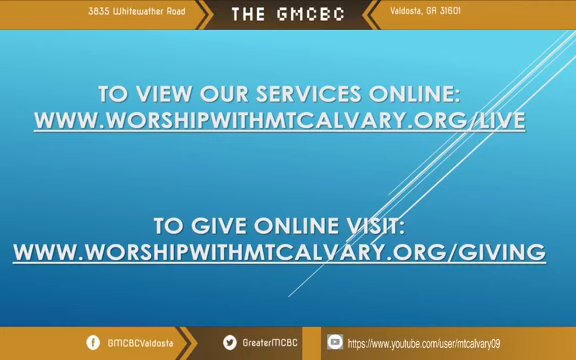 3835 Whitewather Road
THE GMCBC
Valdosta, GA 31601
TO VIEW OUR SERVICES ONLINE:
WWW.WORSHIPWITHMTCALVARY.ORG/LIVE
TO GIVE ONLINE VISIT:
WWW.WORSHIPWITHMTCALVARY.ORG/GIVING
GMCBCValdosta
GreaterMCBC
https://www.youtube.com/user/mtcalvary09